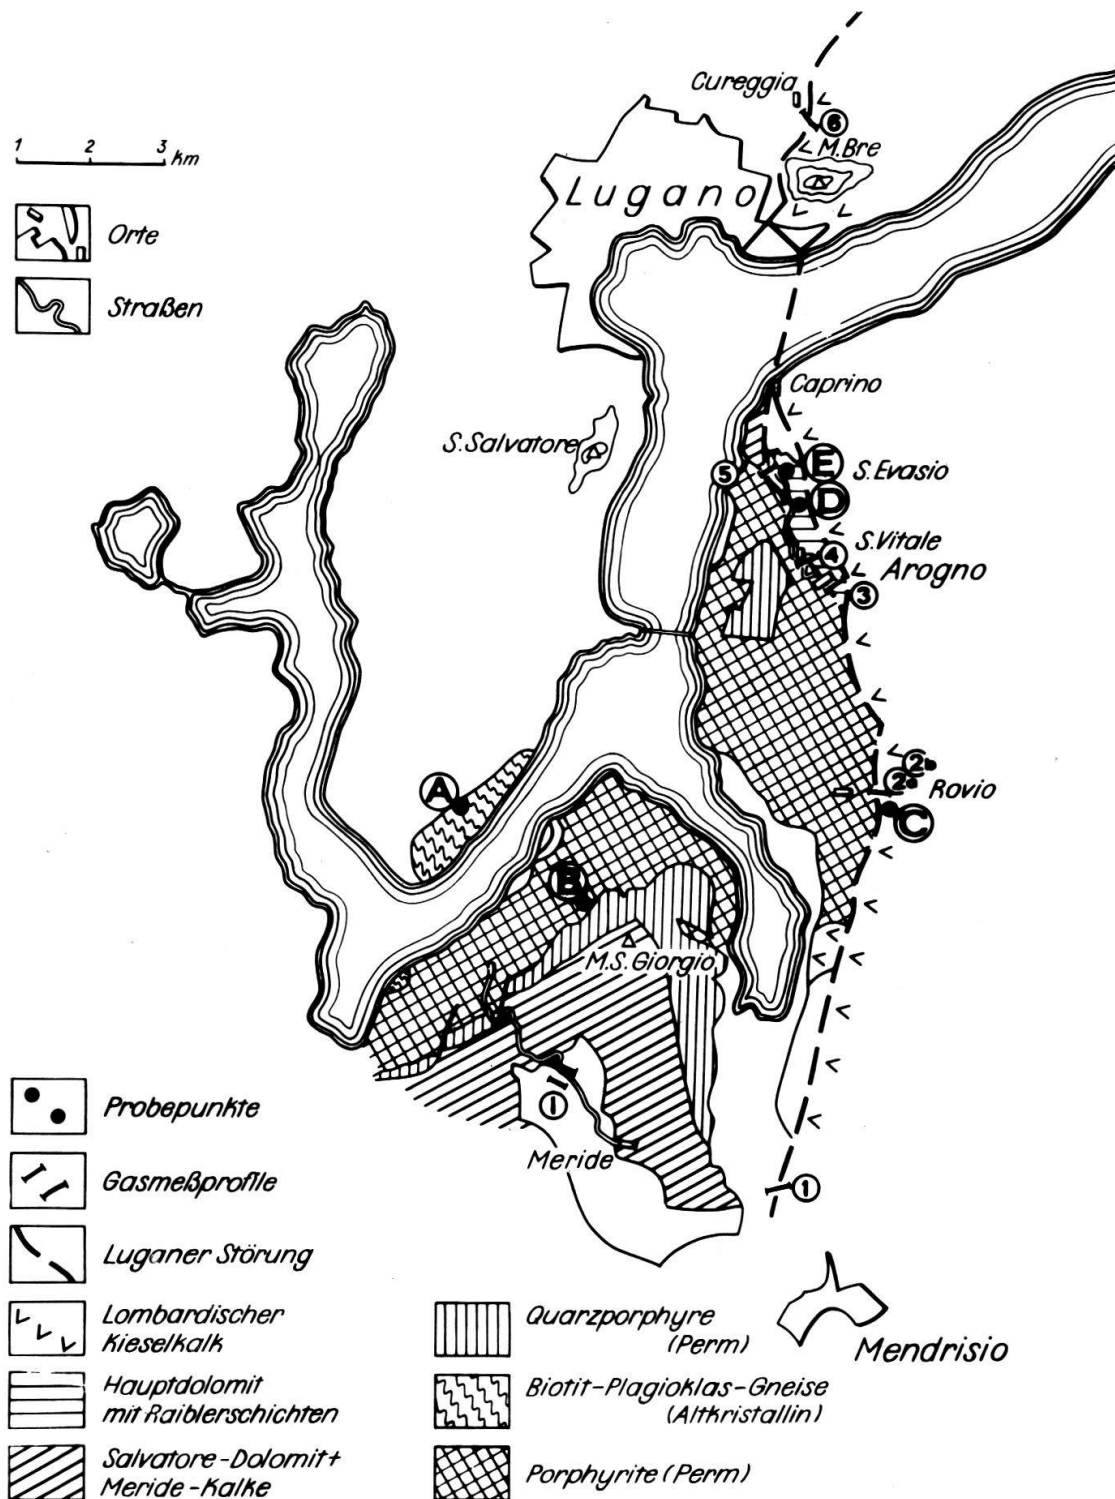 Cureggia
6
M.Bre
1 2 3 km
Lugano
Orte
Straßen
Caprino
S.Salvatore
5
E
S.Evasio
D
S.Vitale
4
Arogno
3
2b
2a
Rovio
A
C
B
M.S.Giorgio
1
Meride
1
Mendrisio
Probepunkte
Gasmeßprofile
Luganer Störung
Lombardischer
Kieselkalk
Hauptdolomit
mit Raiblerschichten
Salvatore-Dolomit+
Meride-Kalke
Quarzporphyre
(Perm)
Biotit-Plagioklas-Gneise
(Altkristallin)
Porphyrite (Perm)